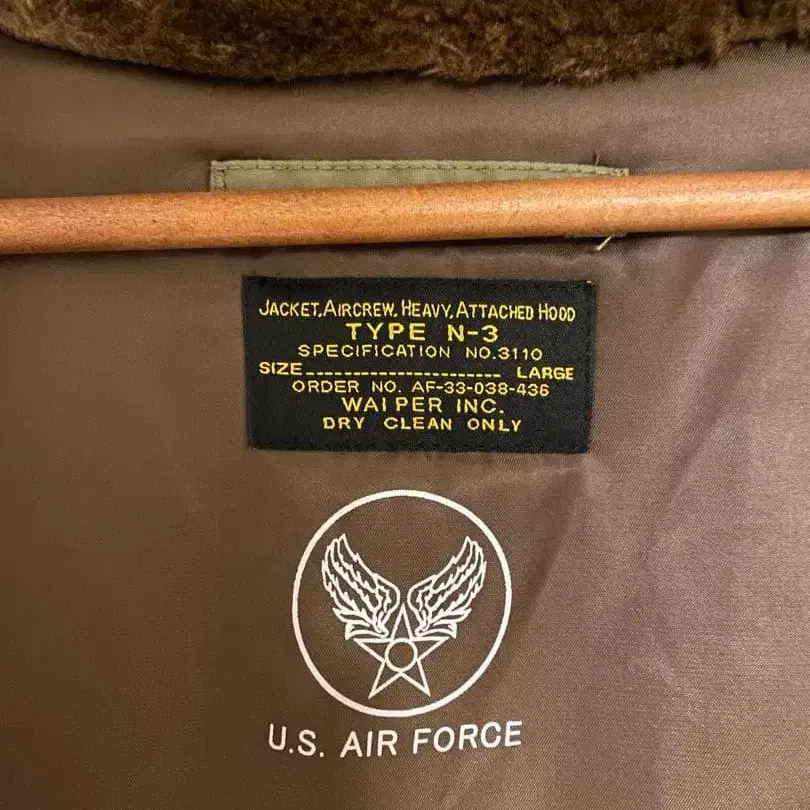 JACKET, AIRCREW, HEAVY, ATTACHED HOOD
TYPE N-3
SPECIFICATION NO.3110
SIZE______________________ LARGE
ORDER NO. AF-33-038-436
WAIPER INC.
DRY CLEAN ONLY
U.S. AIR FORCE